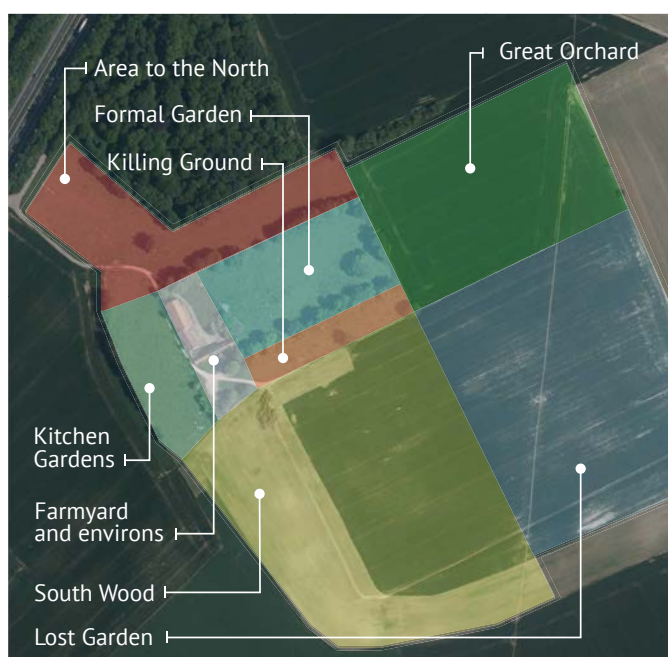 Great Orchard
Area to the North
Formal Garden
Killing Ground
Kitchen
Gardens
Farmyard
and environs
South Wood
Lost Garden